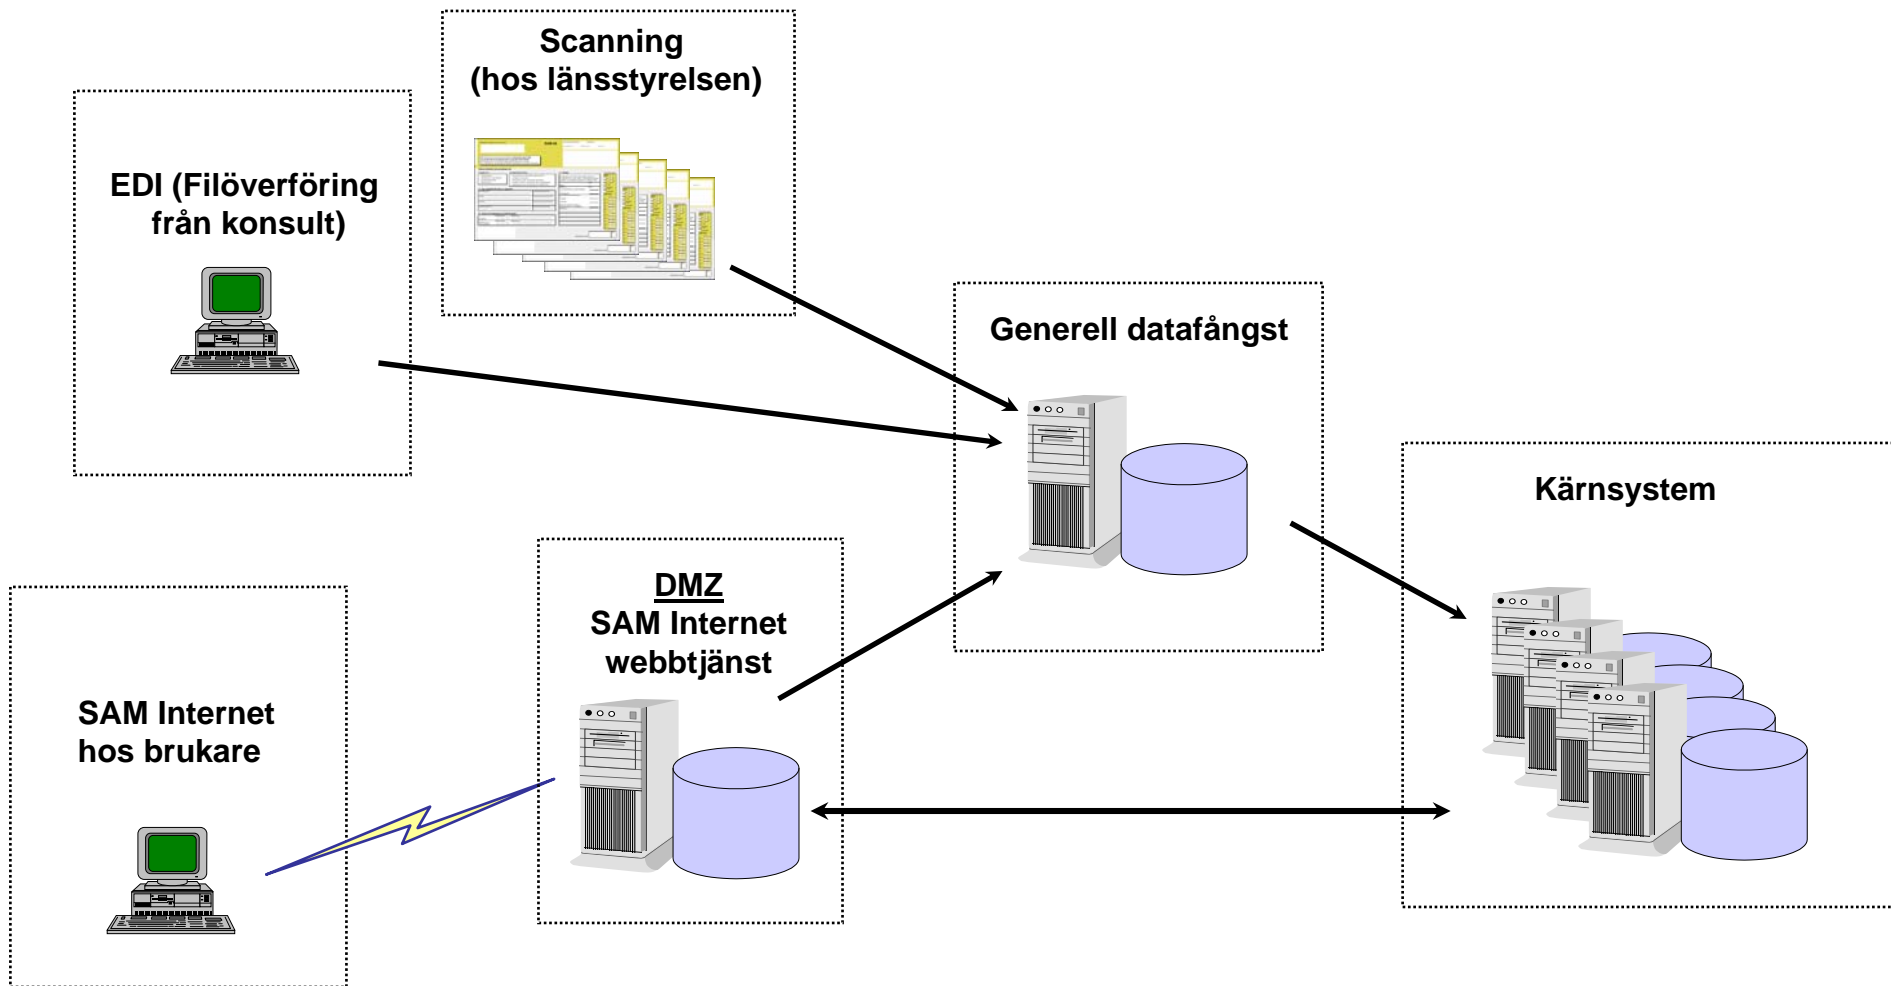 Scanning
(hos länsstyrelsen)
EDI (Filöverföring
från konsult)
Generell datafångst
Kärnsystem
DMZ
SAM Internet
webbtjänst
SAM Internet
hos brukare